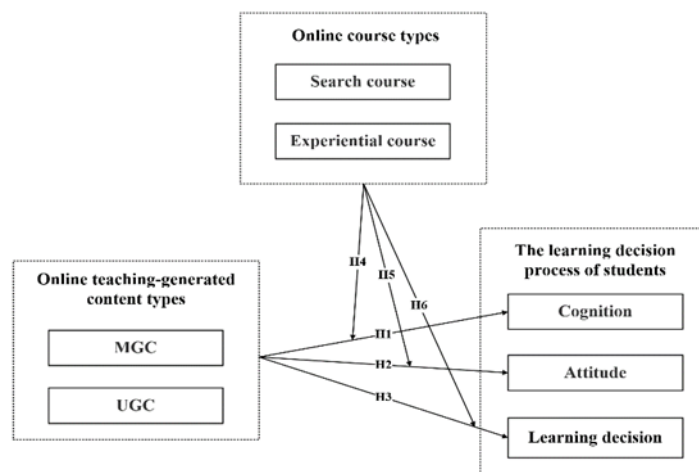 Online course types
Search course
Experiential course
H4
H5
H6
Online teaching-generated
content types
MGC
UGC
H1
H2
H3
The learning decision
process of students
Cognition
Attitude
Learning decision